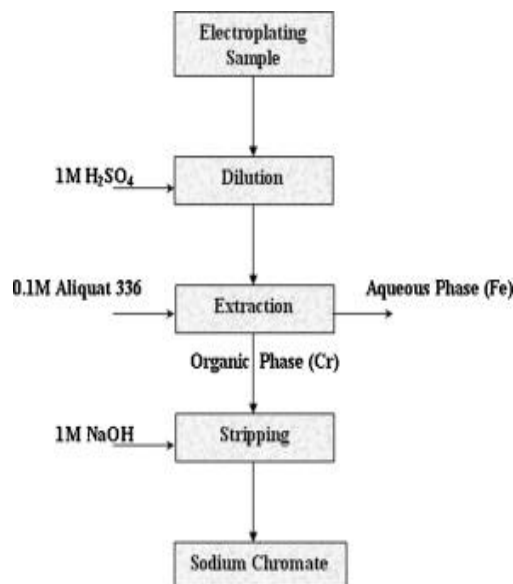 Electroplating
Sample
1M H₂SO₄
Dilution
0.1M Aliquat 336
Extraction
Aqueous Phase (Fe)
Organic Phase (Cr)
1M NaOH
Stripping
Sodium Chromate